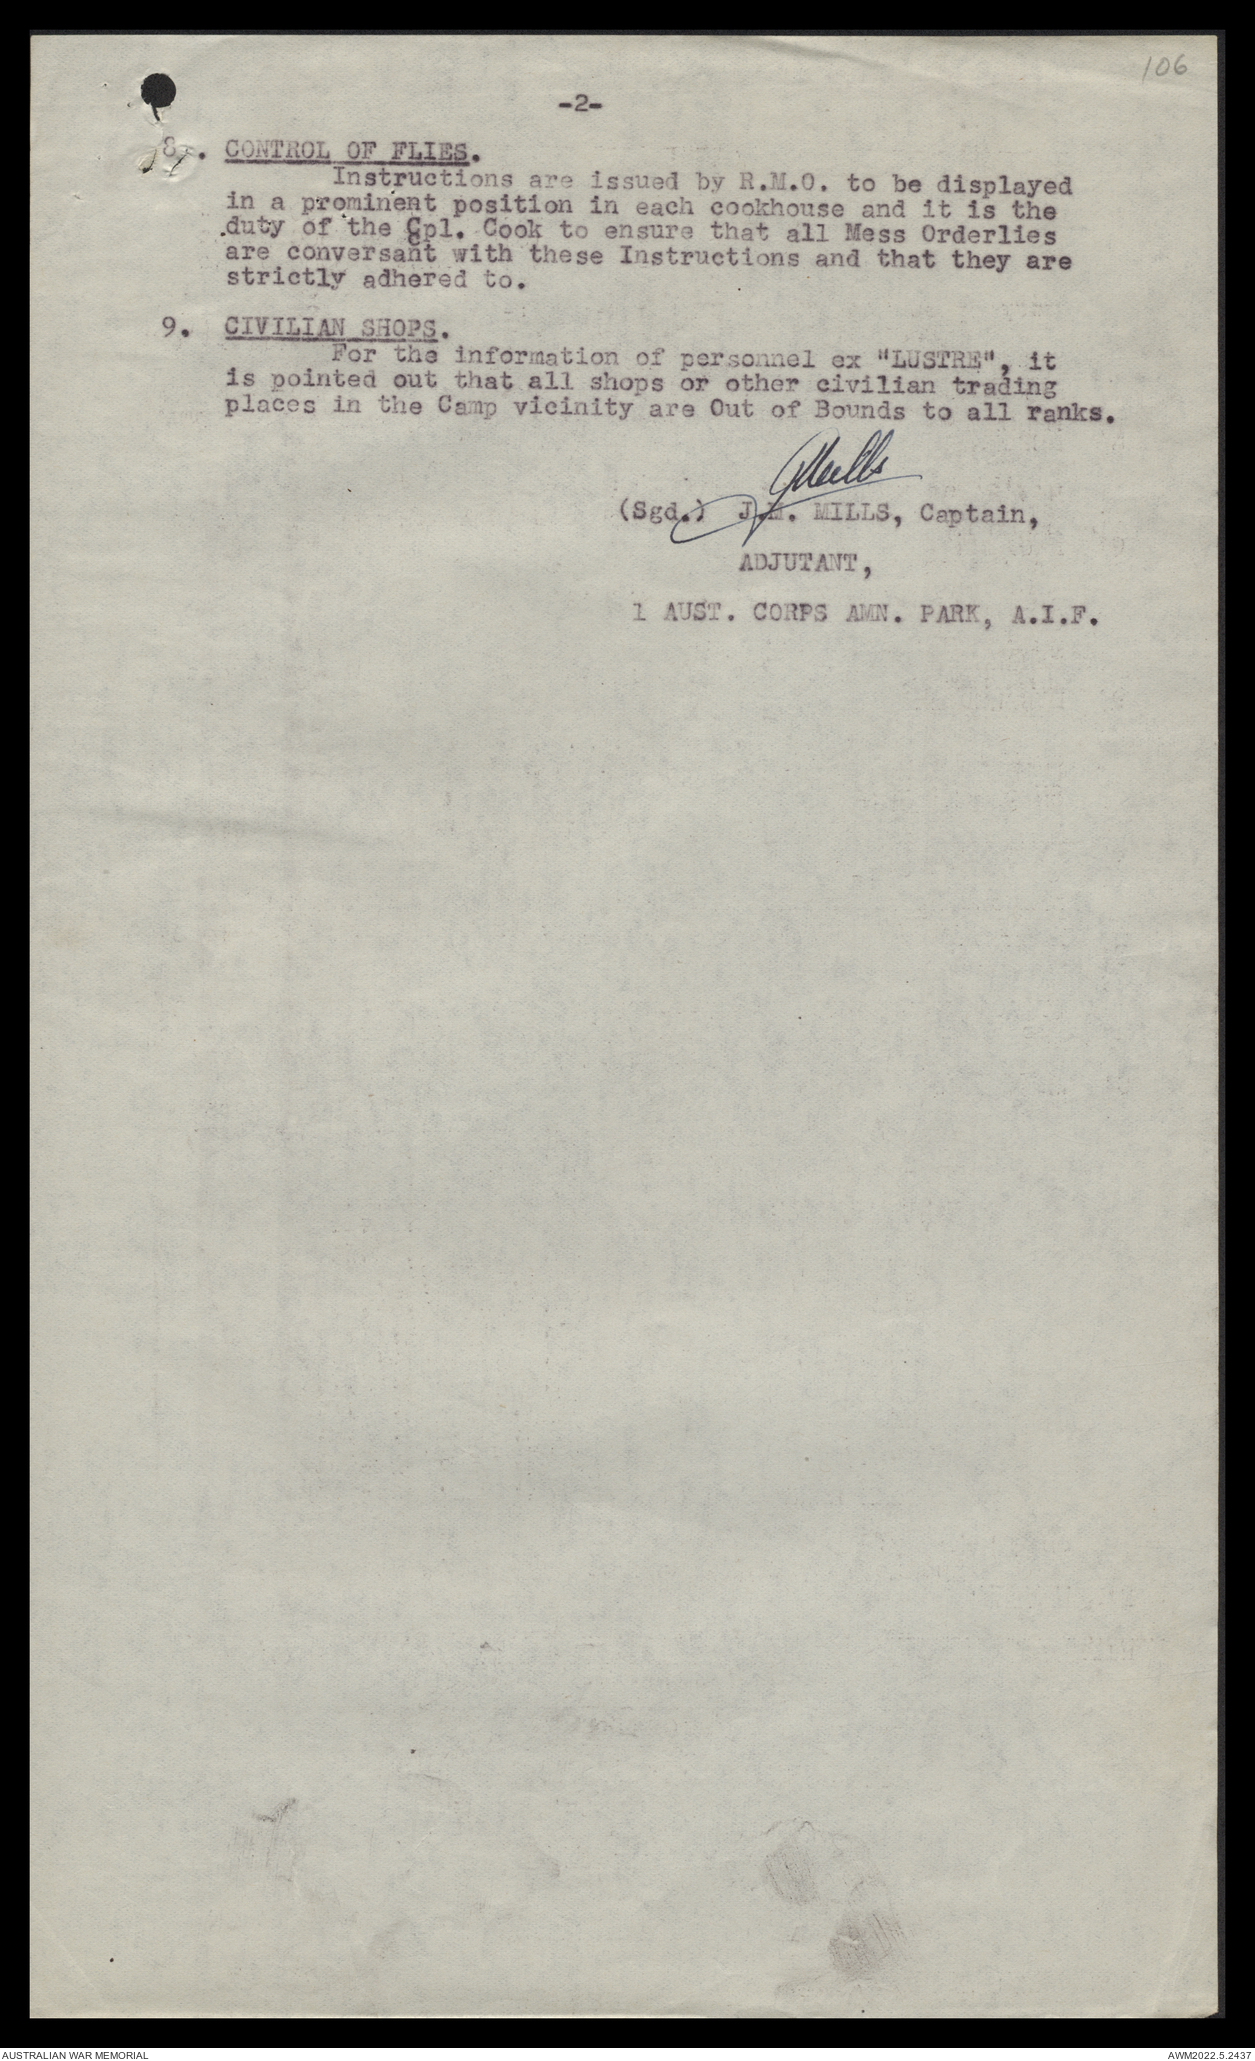 106
-2-
8. CONTROL OF FLIES.
Instructions are issued by R.M.O. to be displayed
in a prominent position in each cookhouse and it is the
duty of the Cpl. Cook to ensure that all Mess Orderlies
are conversant with these Instructions and that they are
strictly adhered to.
9. CIVILIAN SHOPS.
For the information of personnel ex "LUSTRE", it
is pointed out that all shops or other civilian trading
places in the Camp vicinity are Out of Bounds to all ranks.
JMills
(Sgd.) J.M. MILLS, Captain,
ADJUTANT,
1 AUST. CORPS AMN. PARK, A.I.F.
AUSTRALIAN WAR MEMORIAL
AWM2022.5.2437